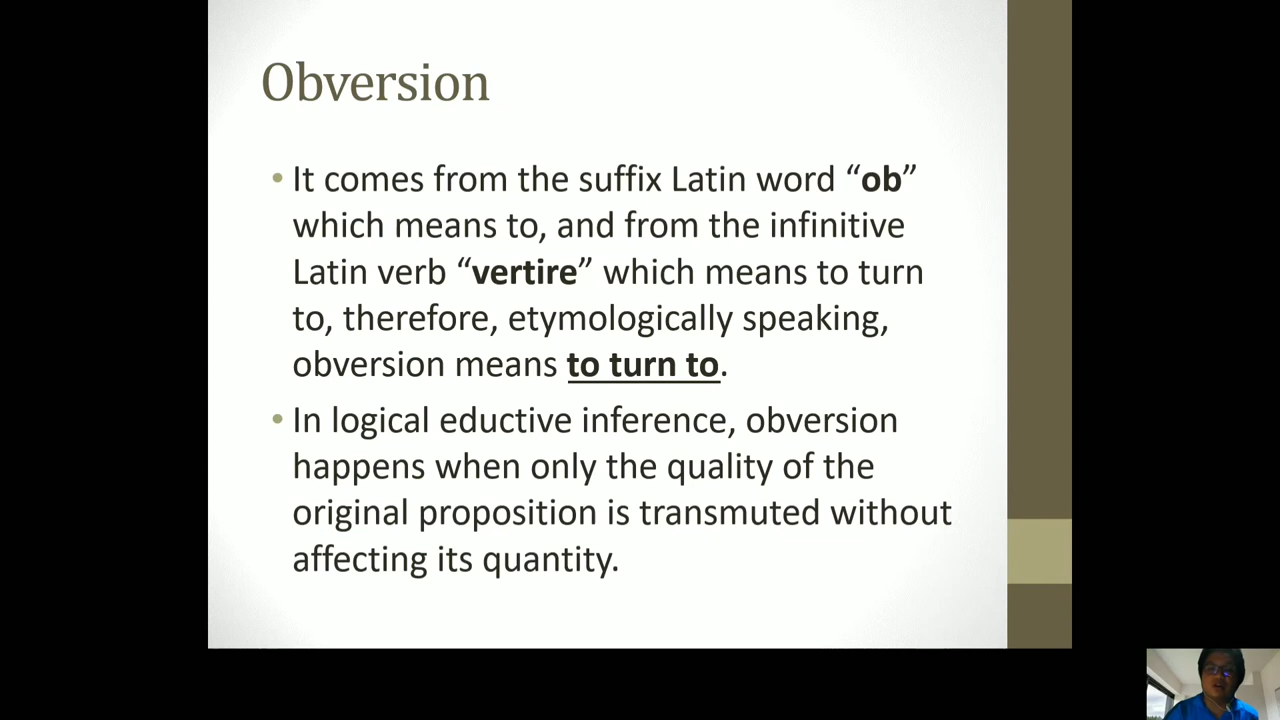 Obversion
• It comes from the suffix Latin word “ob”
which means to, and from the infinitive
Latin verb “vertire” which means to turn
to, therefore, etymologically speaking,
obversion means to turn to.
• In logical eductive inference, obversion
happens when only the quality of the
original proposition is transmuted without
affecting its quantity.